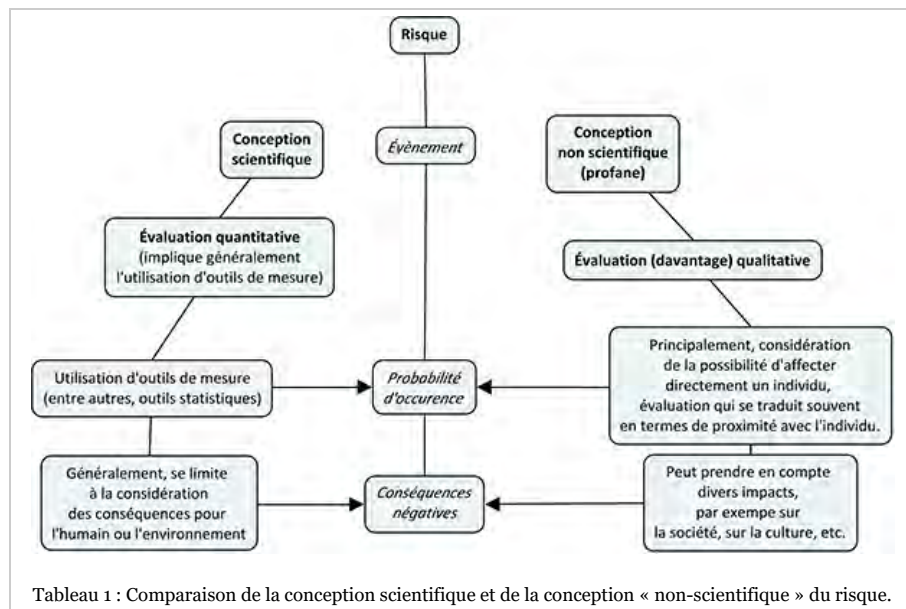 Risque
Évènement
Conception
scientifique
Conception
non scientifique
(profane)
Évaluation quantitative
(implique généralement
l'utilisation d'outils de mesure)
Évaluation (davantage) qualitative
Utilisation d'outils de mesure
(entre autres, outils statistiques)
Probabilité
d'occurence
Principalement, considération
de la possibilité d'affecter
directement un individu,
évaluation qui se traduit souvent
en termes de proximité avec l'individu.
Généralement, se limite
à la considération
des conséquences pour
l'humain ou l'environnement
Conséquences
négatives
Peut prendre en compte
divers impacts,
par exemple sur
la société, sur la culture, etc.
Tableau 1 : Comparaison de la conception scientifique et de la conception « non-scientifique » du risque.